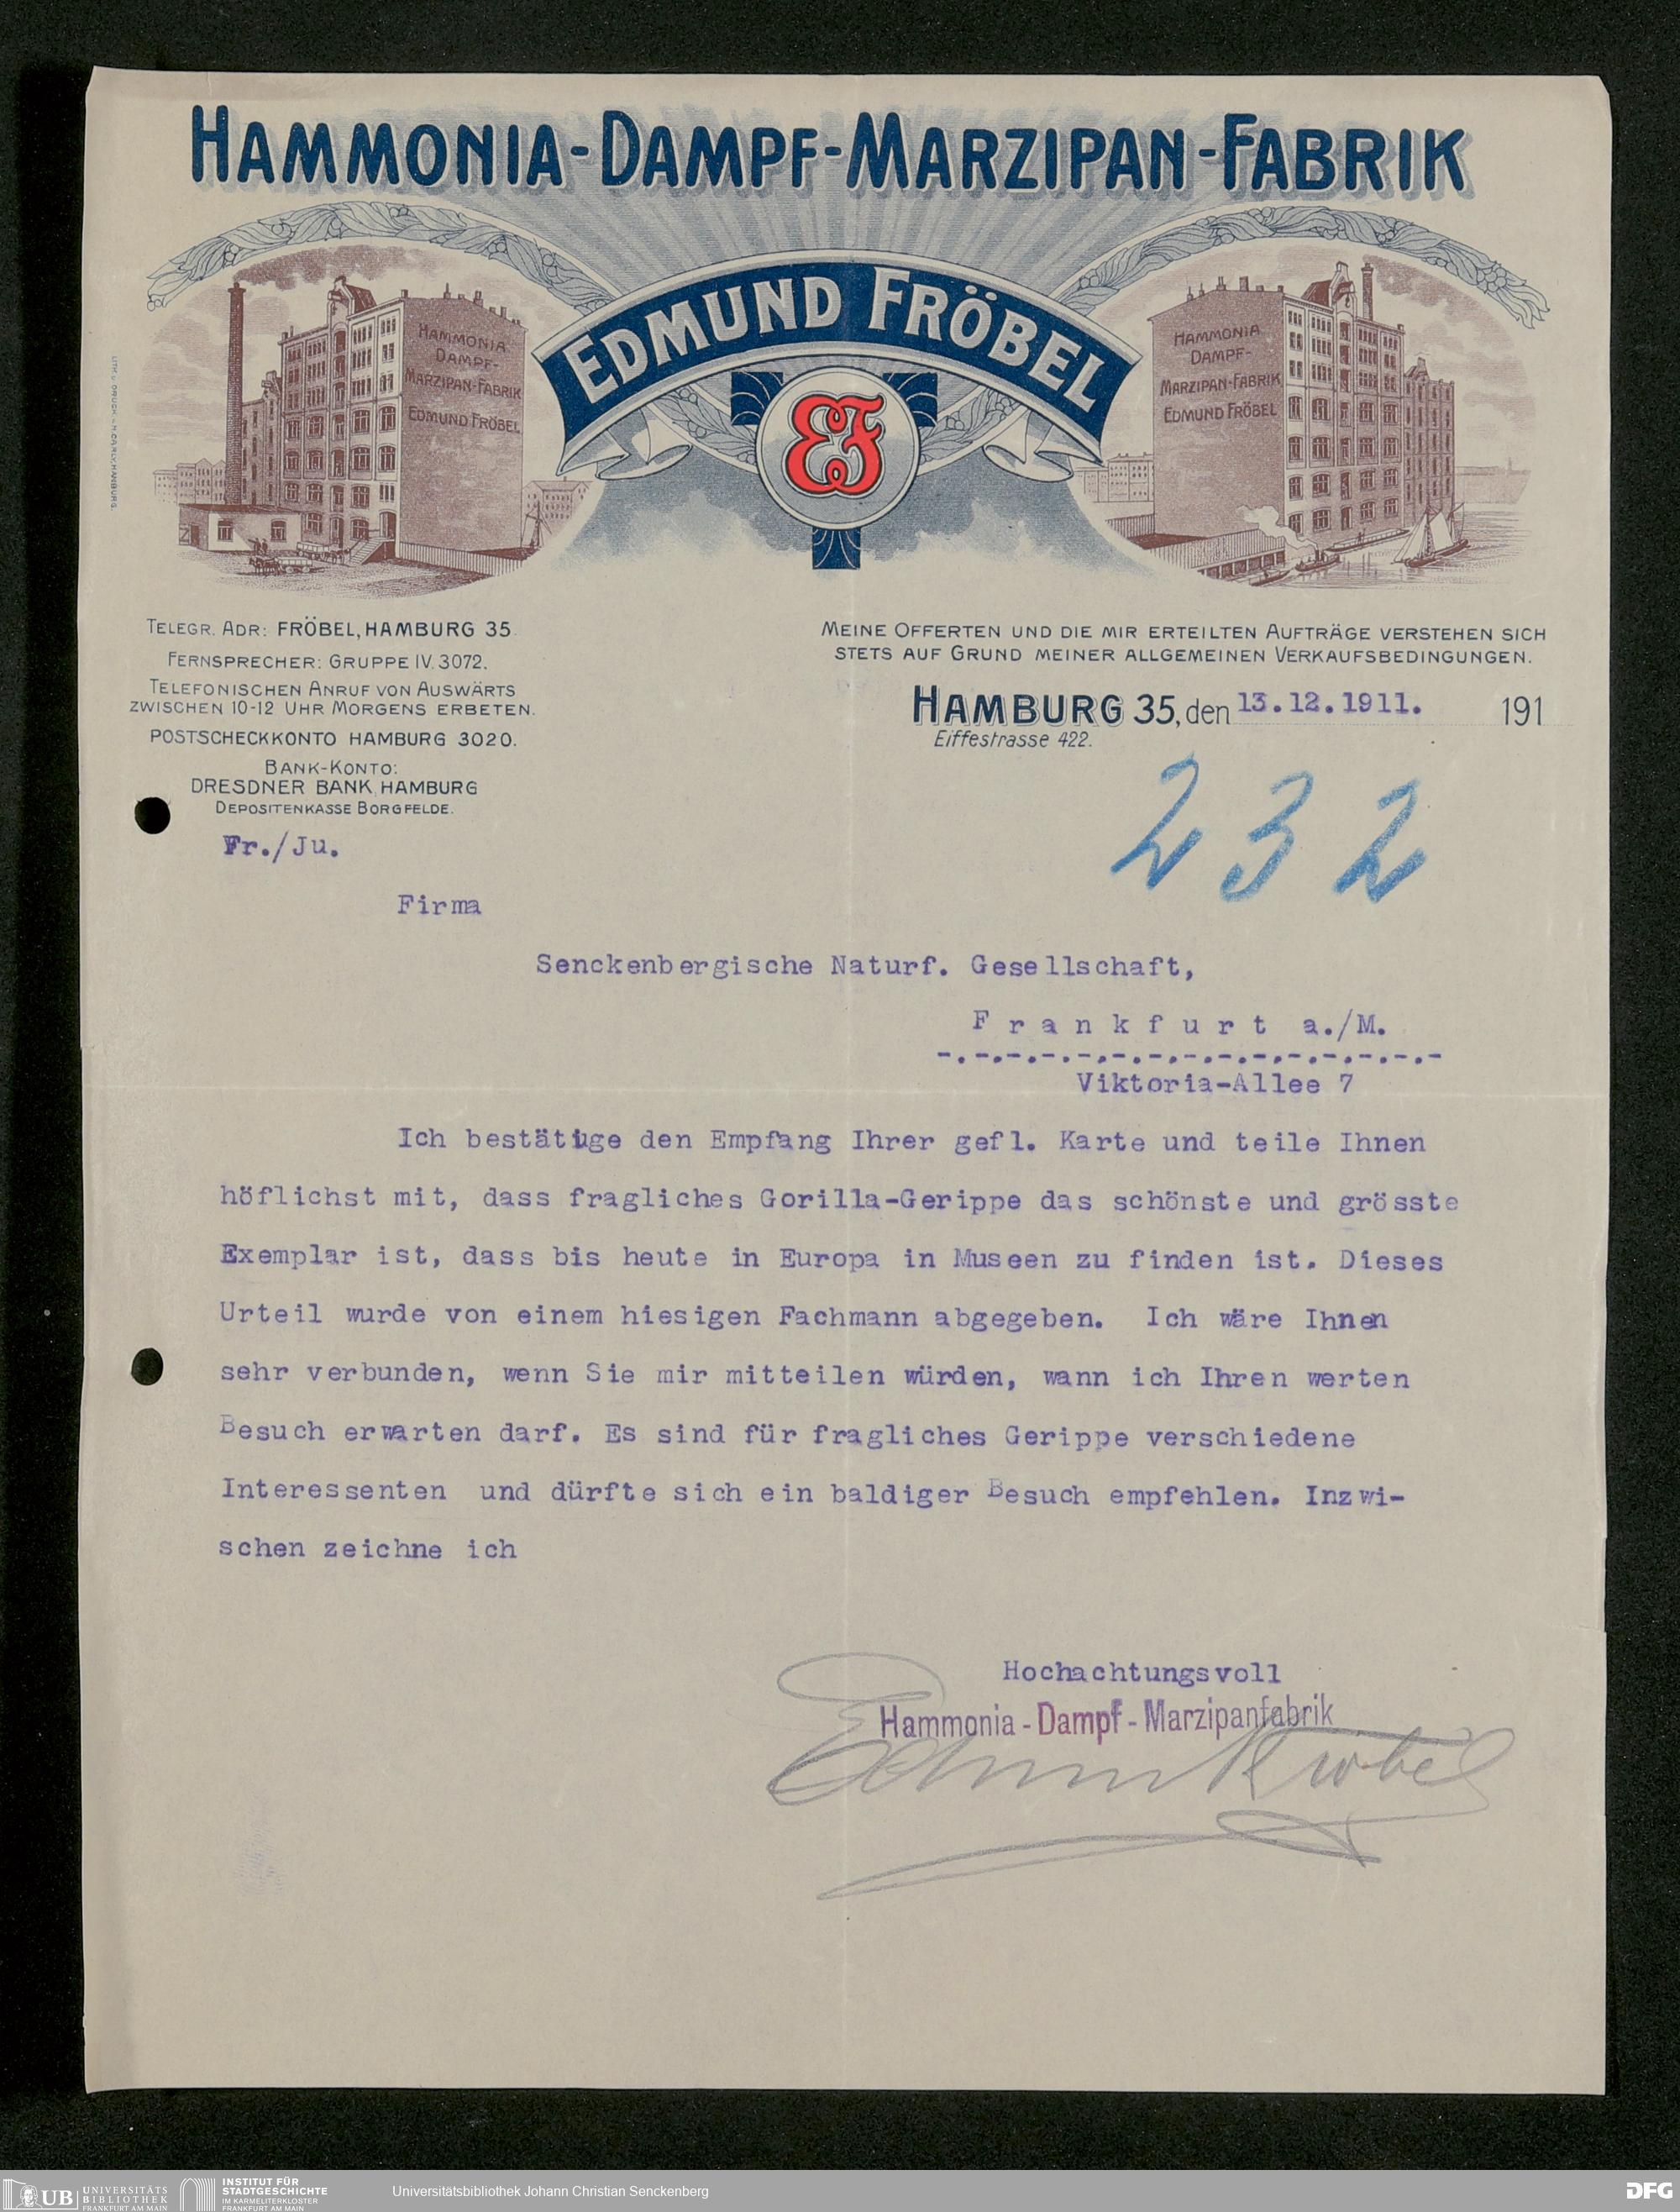 HAMMONIA-DAMPF-MARZIPAN-FABRIK
EDMUND FRÖBEL
EF
HAMMONIA
DAMPF-
MARZIPAN-FABRIK
EDMUND FRÖBEL
HAMMONIA
DAMPF-
MARZIPAN-FABRIK
EDMUND FRÖBEL
TELEGR. ADR: FRÖBEL, HAMBURG 35.
FERNSPRECHER: GRUPPE IV. 3072.
TELEFONISCHEN ANRUF VON AUSWÄRTS
ZWISCHEN 10-12 UHR MORGENS ERBETEN.
POSTSCHECKKONTO HAMBURG 3020.
BANK-KONTO:
DRESDNER BANK, HAMBURG
DEPOSITENKASSE BORGFELDE.
MEINE OFFERTEN UND DIE MIR ERTEILTEN AUFTRÄGE VERSTEHEN SICH
STETS AUF GRUND MEINER ALLGEMEINEN VERKAUFSBEDINGUNGEN.
HAMBURG 35, den 13.12.1911. 191
Eiffestrasse 422.
232
Fr./Ju.
Firma
Senckenbergische Naturf. Gesellschaft,
F r a n k f u r t a./M.
-.-.-.-.-.-.-.-.-.-.-.-.-.-.-
Viktoria-Allee 7
Ich bestätige den Empfang Ihrer gefl. Karte und teile Ihnen
höflichst mit, dass fragliches Gorilla-Gerippe das schönste und grösste
Exemplar ist, dass bis heute in Europa in Museen zu finden ist. Dieses
Urteil wurde von einem hiesigen Fachmann abgegeben. Ich wäre Ihnen
sehr verbunden, wenn Sie mir mitteilen würden, wann ich Ihren werten
Besuch erwarten darf. Es sind für fragliches Gerippe verschiedene
Interessenten und dürfte sich ein baldiger Besuch empfehlen. Inzwi-
schen zeichne ich
Hochachtungsvoll
Hammonia-Dampf-Marzipanfabrik
Edmund Fröbel
UB UNIVERSITÄTS
BIBLIOTHEK
FRANKFURT AM MAIN
INSTITUT FÜR
STADTGESCHICHTE
IM KARMELITERKLOSTER
FRANKFURT AM MAIN
Universitätsbibliothek Johann Christian Senckenberg
DFG